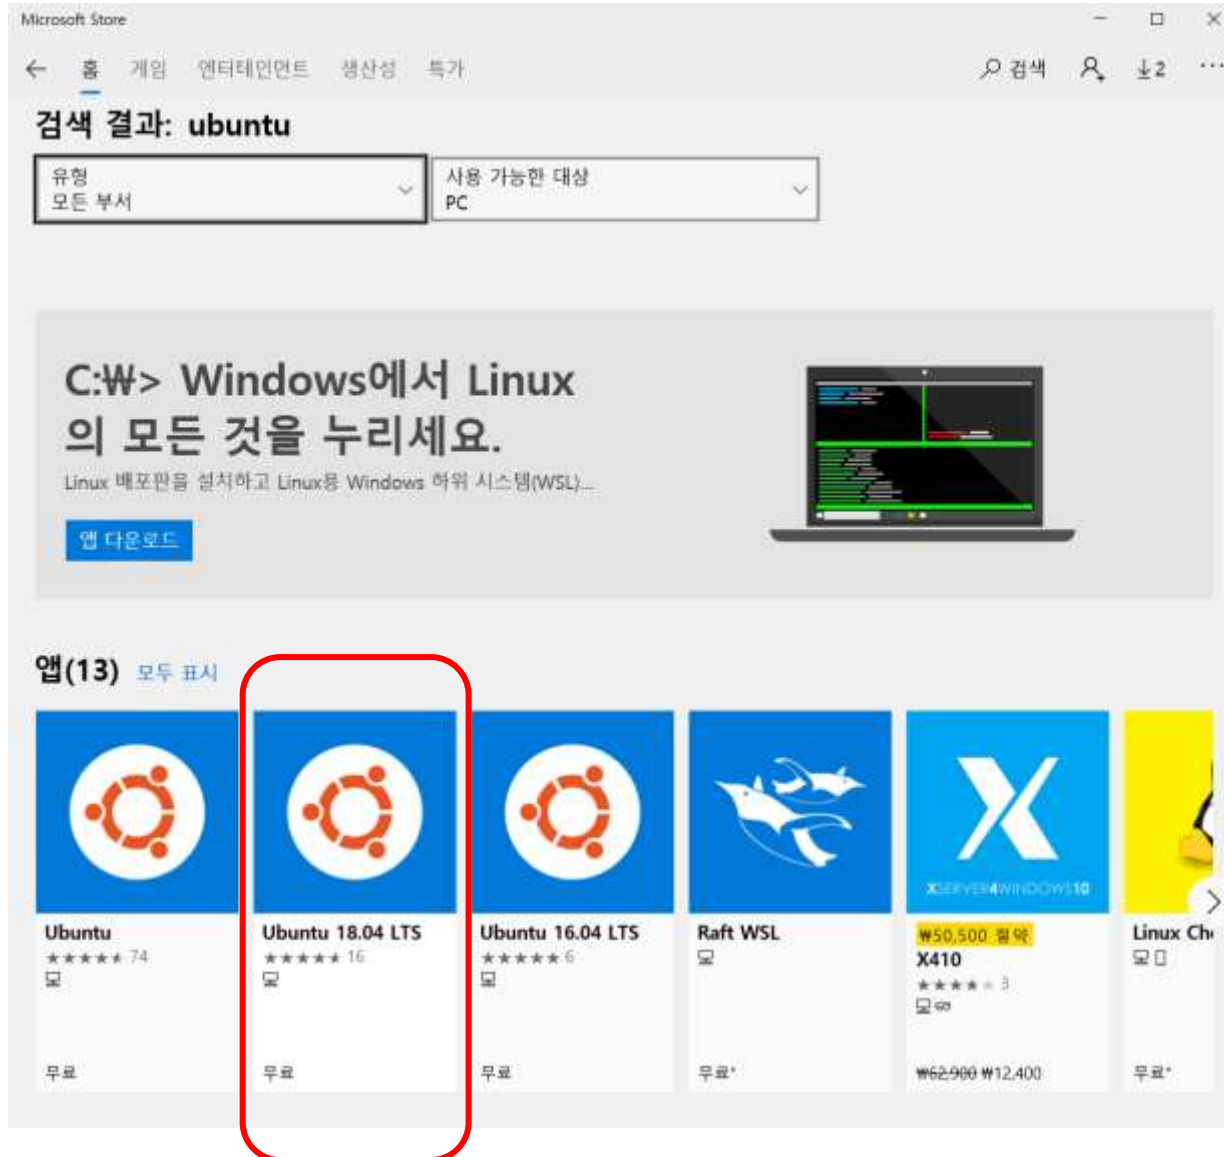 Microsoft Store
홈 게임 엔터테인먼트 생산성 특가 검색 2
검색 결과: ubuntu
유형
모든 부서
사용 가능한 대상
PC
C:₩> Windows에서 Linux
의 모든 것을 누리세요.
Linux 배포판을 설치하고 Linux용 Windows 하위 시스템(WSL)...
앱 다운로드
앱(13) 모두 표시
Ubuntu
74
무료
Ubuntu 18.04 LTS
16
무료
Ubuntu 16.04 LTS
6
무료
Raft WSL
무료*
XSERVER4WINDOWS10
₩50,500 절약
X410
3
₩62,900 ₩12,400
Linux Ch
무료*